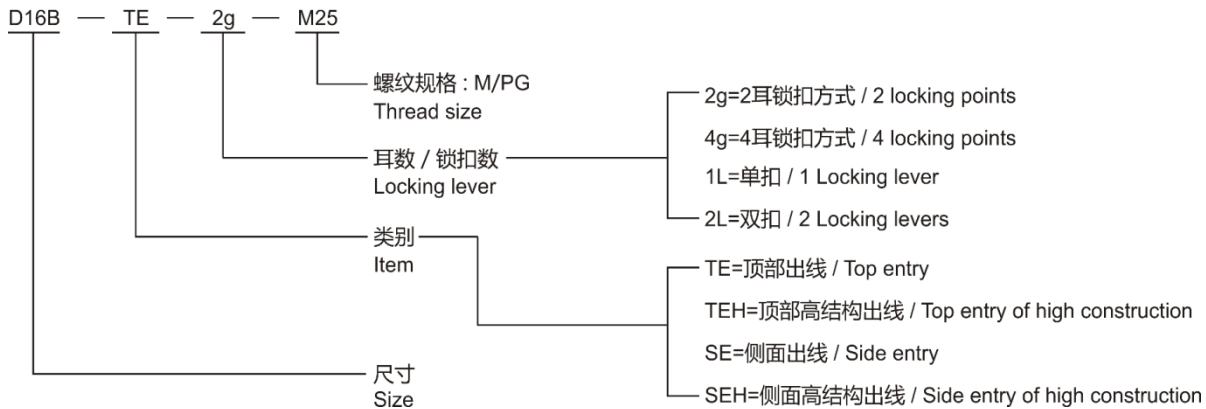 D16B — TE — 2g — M25
螺纹规格 : M/PG
Thread size
耳数 / 锁扣数
Locking lever
2g=2耳锁扣方式 / 2 locking points
4g=4耳锁扣方式 / 4 locking points
1L=单扣 / 1 Locking lever
2L=双扣 / 2 Locking levers
类别
Item
TE=顶部出线 / Top entry
TEH=顶部高结构出线 / Top entry of high construction
SE=侧面出线 / Side entry
SEH=侧面高结构出线 / Side entry of high construction
尺寸
Size